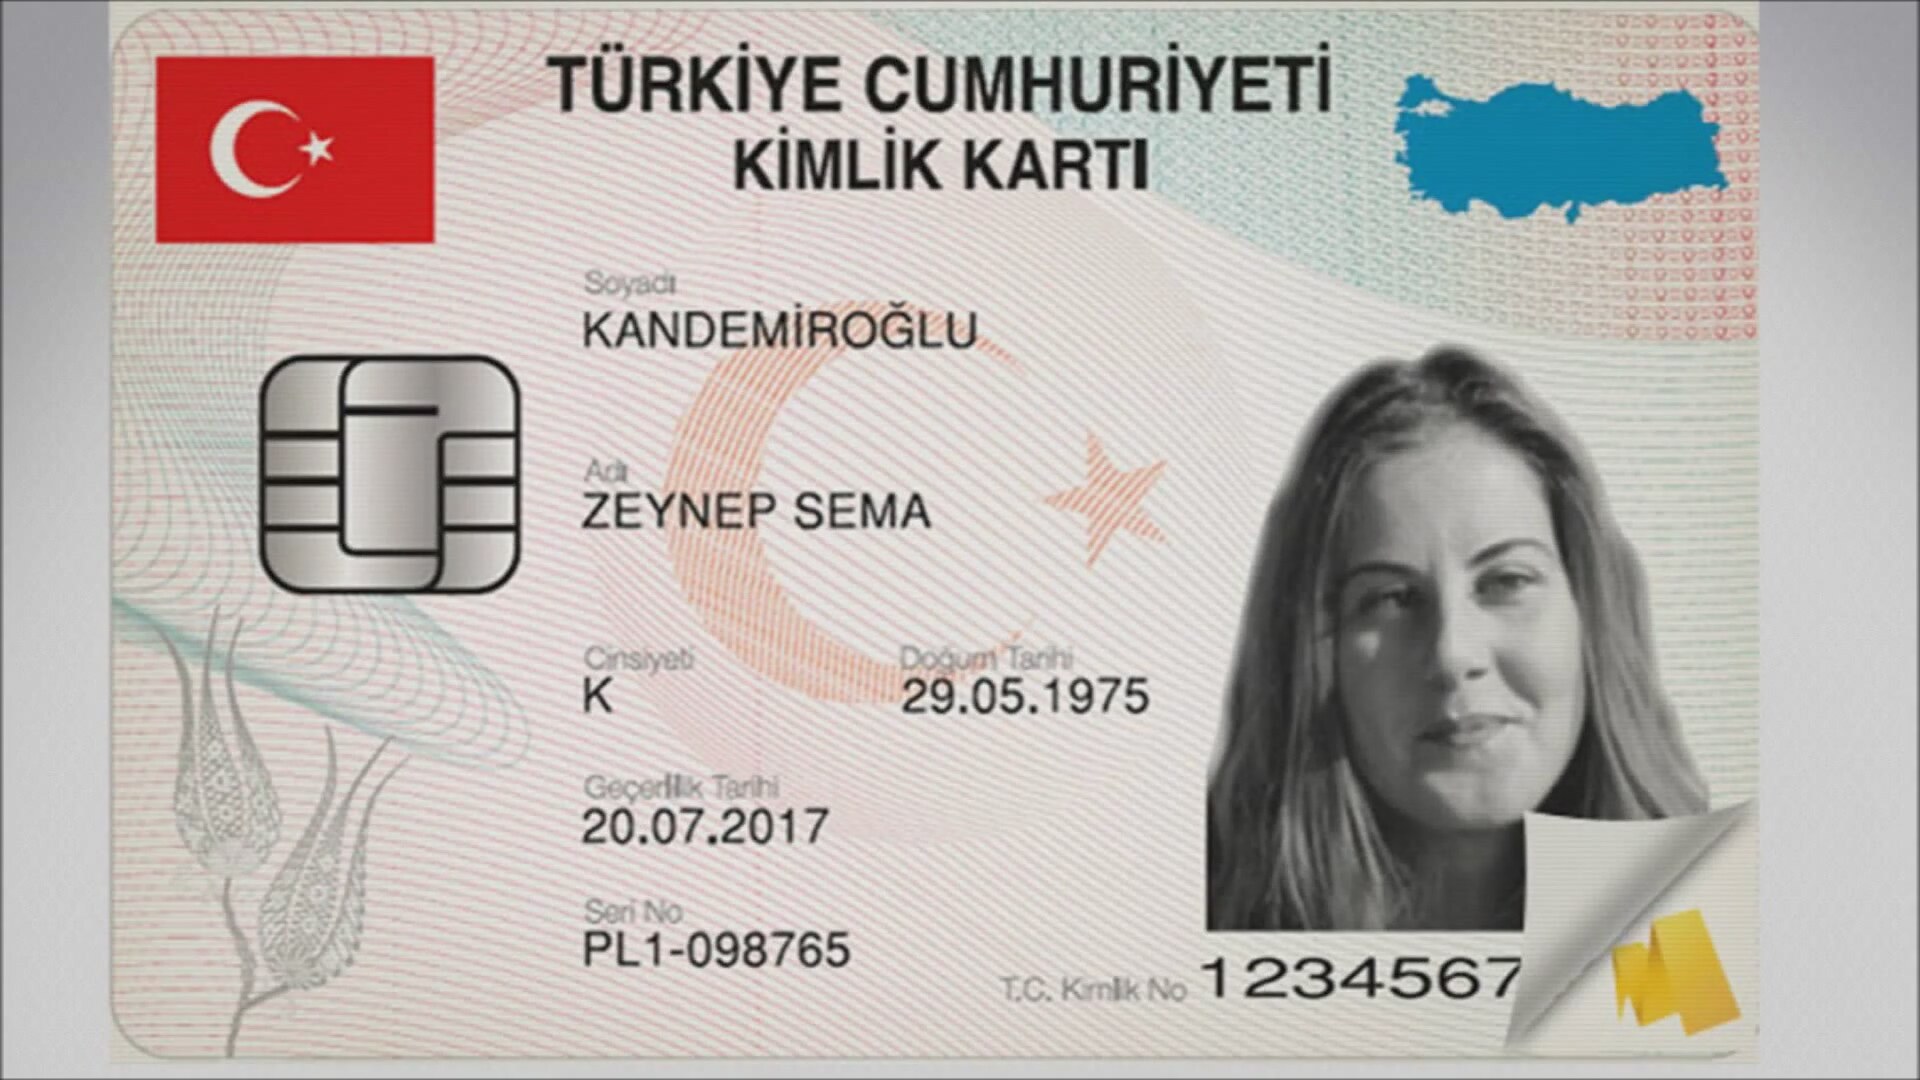 TÜRKİYE CUMHURİYETİ
KİMLİK KARTI
Soyadı
KANDEMİROĞLU
Adı
ZEYNEP SEMA
Cinsiyeti
K
Doğum Tarihi
29.05.1975
Geçerlilik Tarihi
20.07.2017
Seri No
PL1-098765
T.C. Kimlik No 1234567